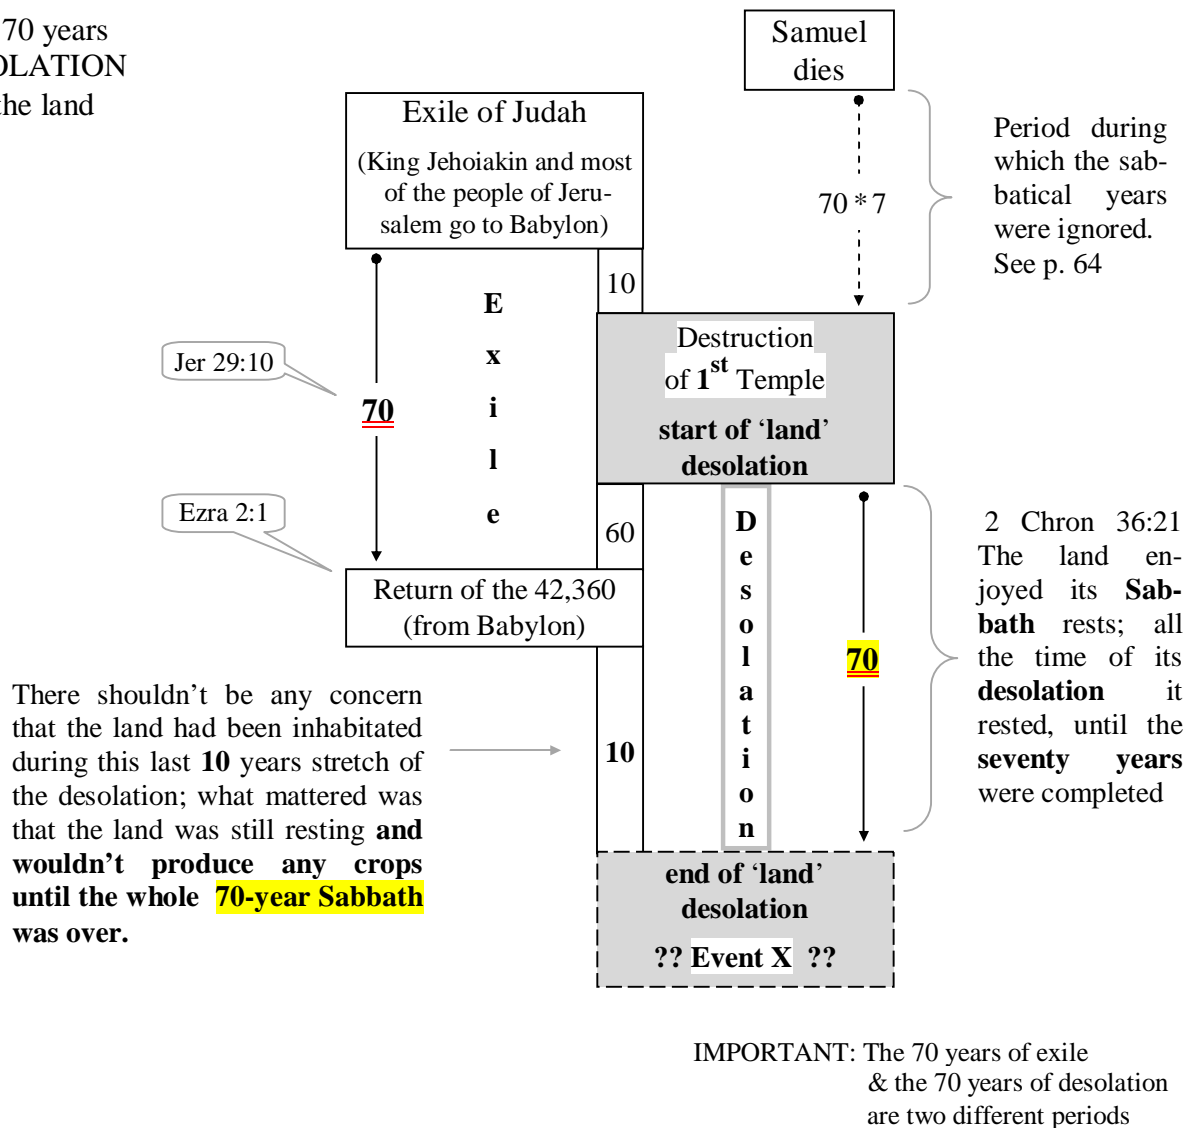 70 years
OLATION
the land
Samuel
dies
Exile of Judah
(King Jehoiakin and most
of the people of Jeru-
salem go to Babylon)
70 * 7
Period during
which the sab-
batical years
were ignored.
See p. 64
10
E
x
i
l
e
Jer 29:10
70
Destruction
of 1st Temple
start of ‘land’
desolation
Ezra 2:1
60
Return of the 42,360
(from Babylon)
D
e
s
o
l
a
t
i
o
n
70
2 Chron 36:21
The land en-
joyed its Sab-
bath rests; all
the time of its
desolation it
rested, until the
seventy years
were completed
There shouldn’t be any concern
that the land had been inhabitated
during this last 10 years stretch of
the desolation; what mattered was
that the land was still resting and
wouldn’t produce any crops
until the whole 70-year Sabbath
was over.
10
end of ‘land’
desolation
?? Event X ??
IMPORTANT: The 70 years of exile
& the 70 years of desolation
are two different periods